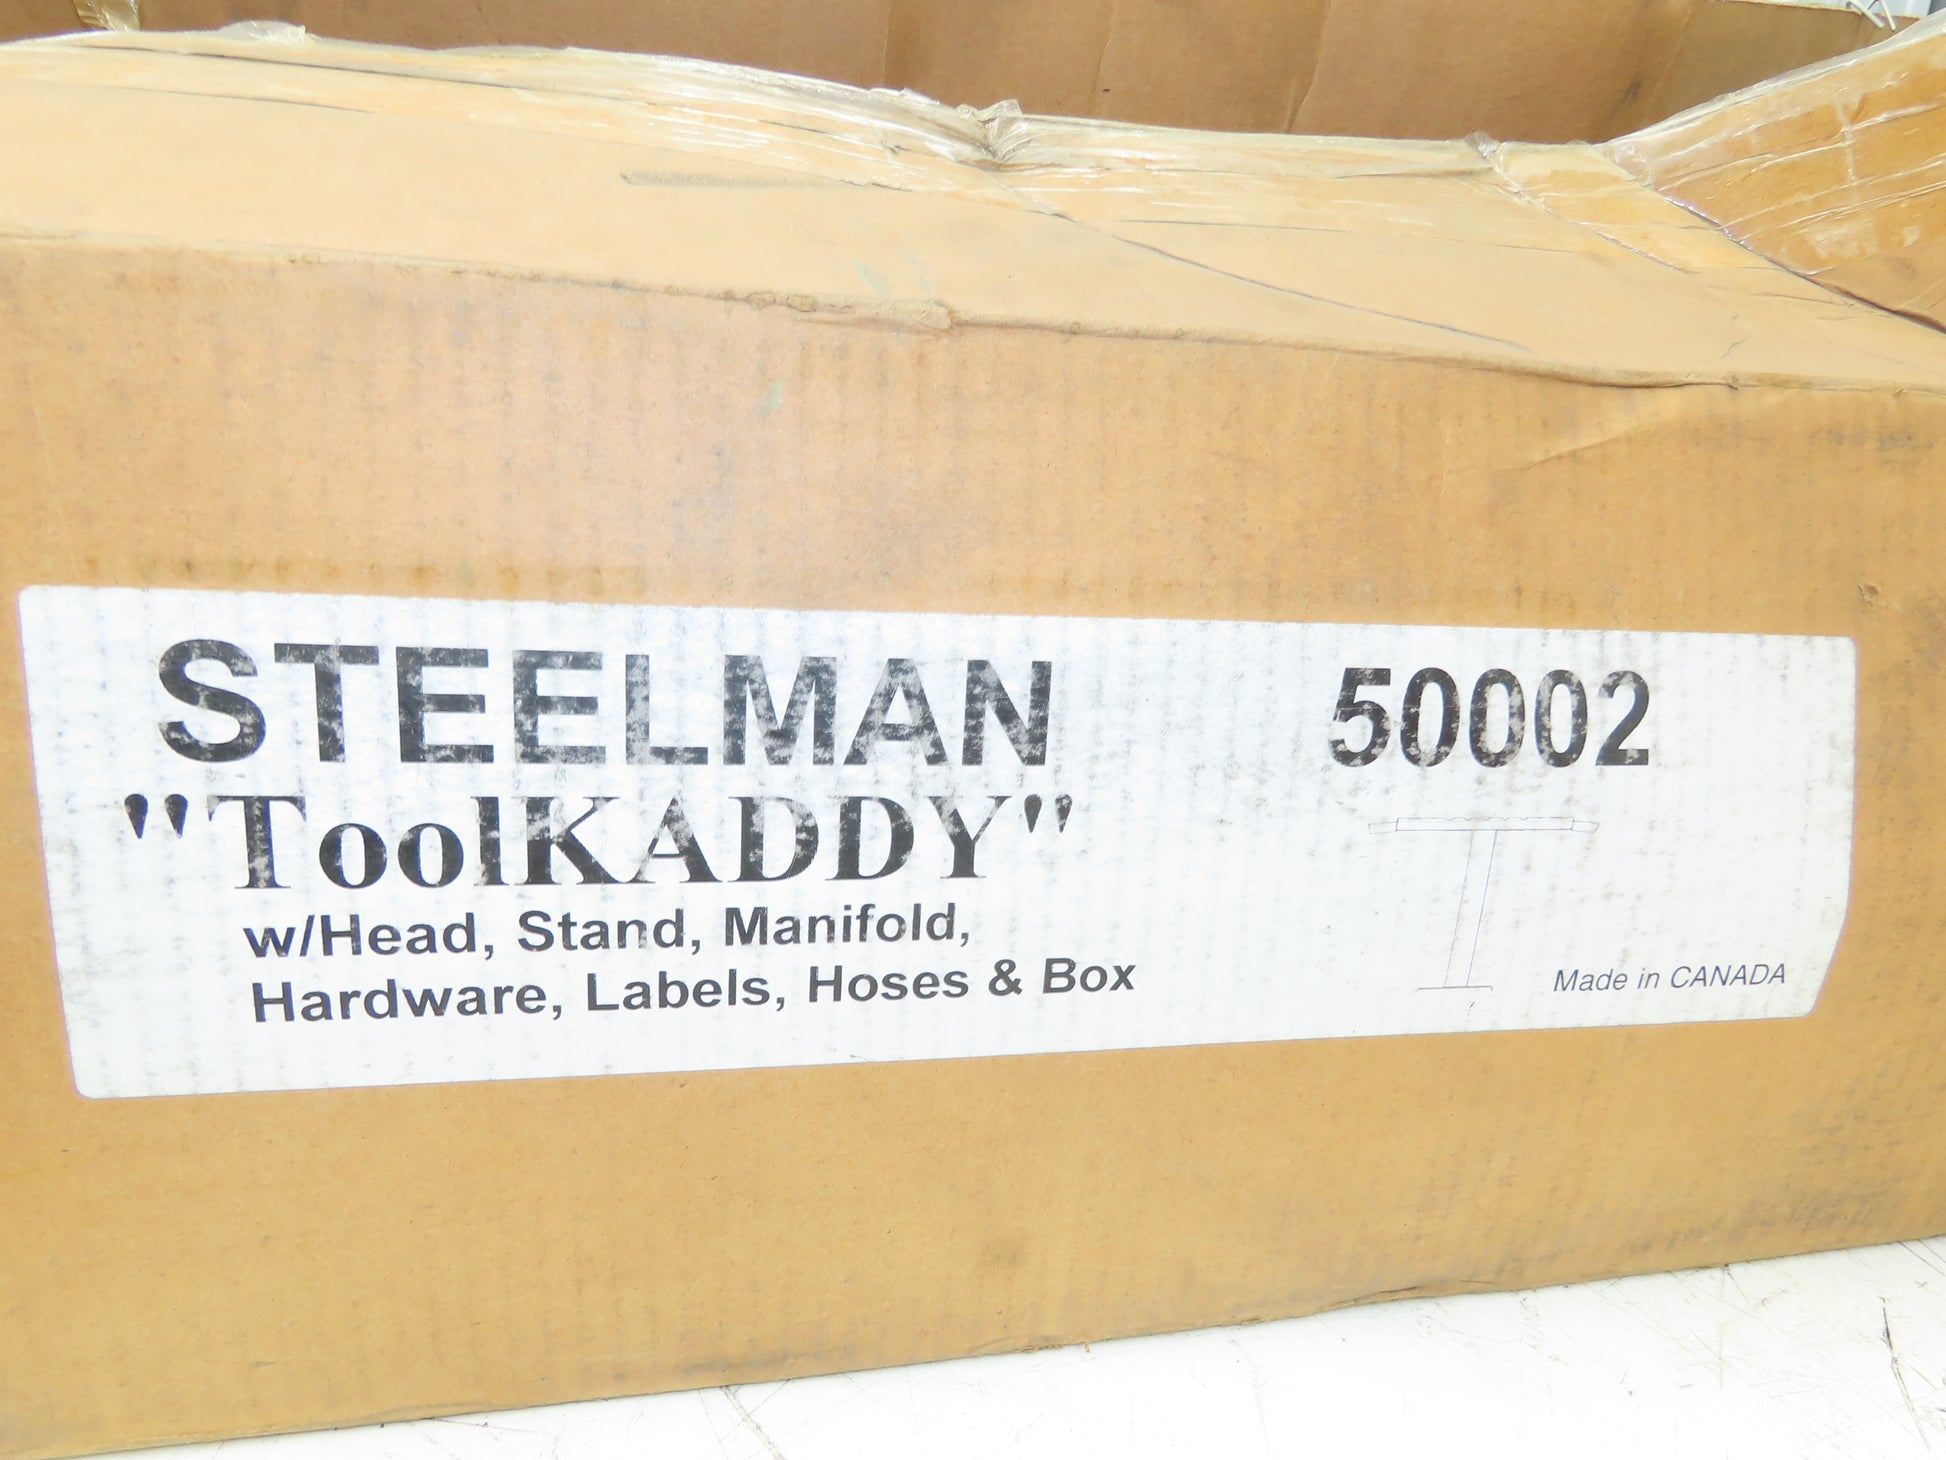 STEELMAN 50002
"ToolKADDY"
w/Head, Stand, Manifold,
Hardware, Labels, Hoses & Box
Made in CANADA